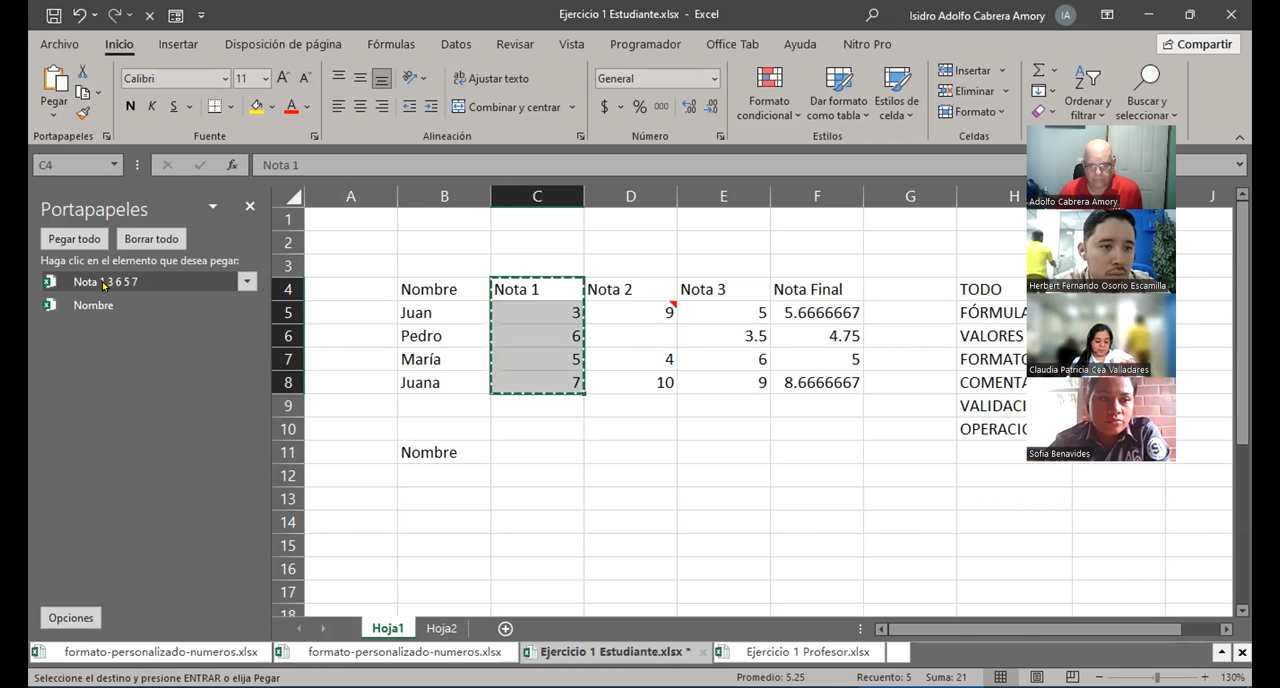 Ejercicio 1 Estudiante.xlsx - Excel
Isidro Adolfo Cabrera Amory
IA
Archivo Inicio Insertar Disposición de página Fórmulas Datos Revisar Vista Programador Office Tab Ayuda Nitro Pro Compartir
Pegar
Calibri 11
N K S
Ajustar texto
Combinar y centrar
General
$ % 000
Formato condicional
Dar formato como tabla
Estilos de celda
Insertar
Eliminar
Formato
Ordenar y filtrar
Buscar y seleccionar
Portapapeles Fuente Alineación Número Estilos Celdas
C4 fx Nota 1
Portapapeles
Pegar todo Borrar todo
Haga clic en el elemento que desea pegar:
Nota 1 3 6 5 7
Nombre
Opciones
A B C D E F G H J
1
2
3
4 Nombre Nota 1 Nota 2 Nota 3 Nota Final TODO
5 Juan 3 9 5 5.6666667 FÓRMULA
6 Pedro 6 3.5 4.75 VALORES
7 María 5 4 6 5 FORMATO
8 Juana 7 10 9 8.6666667 COMENTA
9 VALIDACI
10 OPERACIO
11 Nombre
12
13
14
15
16
17
18
Adolfo Cabrera Amory
Herbert Fernando Osorio Escamilla
Claudia Patricia Cea Valladares
Sofia Benavides
Hoja1 Hoja2
formato-personalizado-numeros.xlsx formato-personalizado-numeros.xlsx Ejercicio 1 Estudiante.xlsx * Ejercicio 1 Profesor.xlsx
Seleccione el destino y presione ENTRAR o elija Pegar Promedio: 5.25 Recuento: 5 Suma: 21 130%